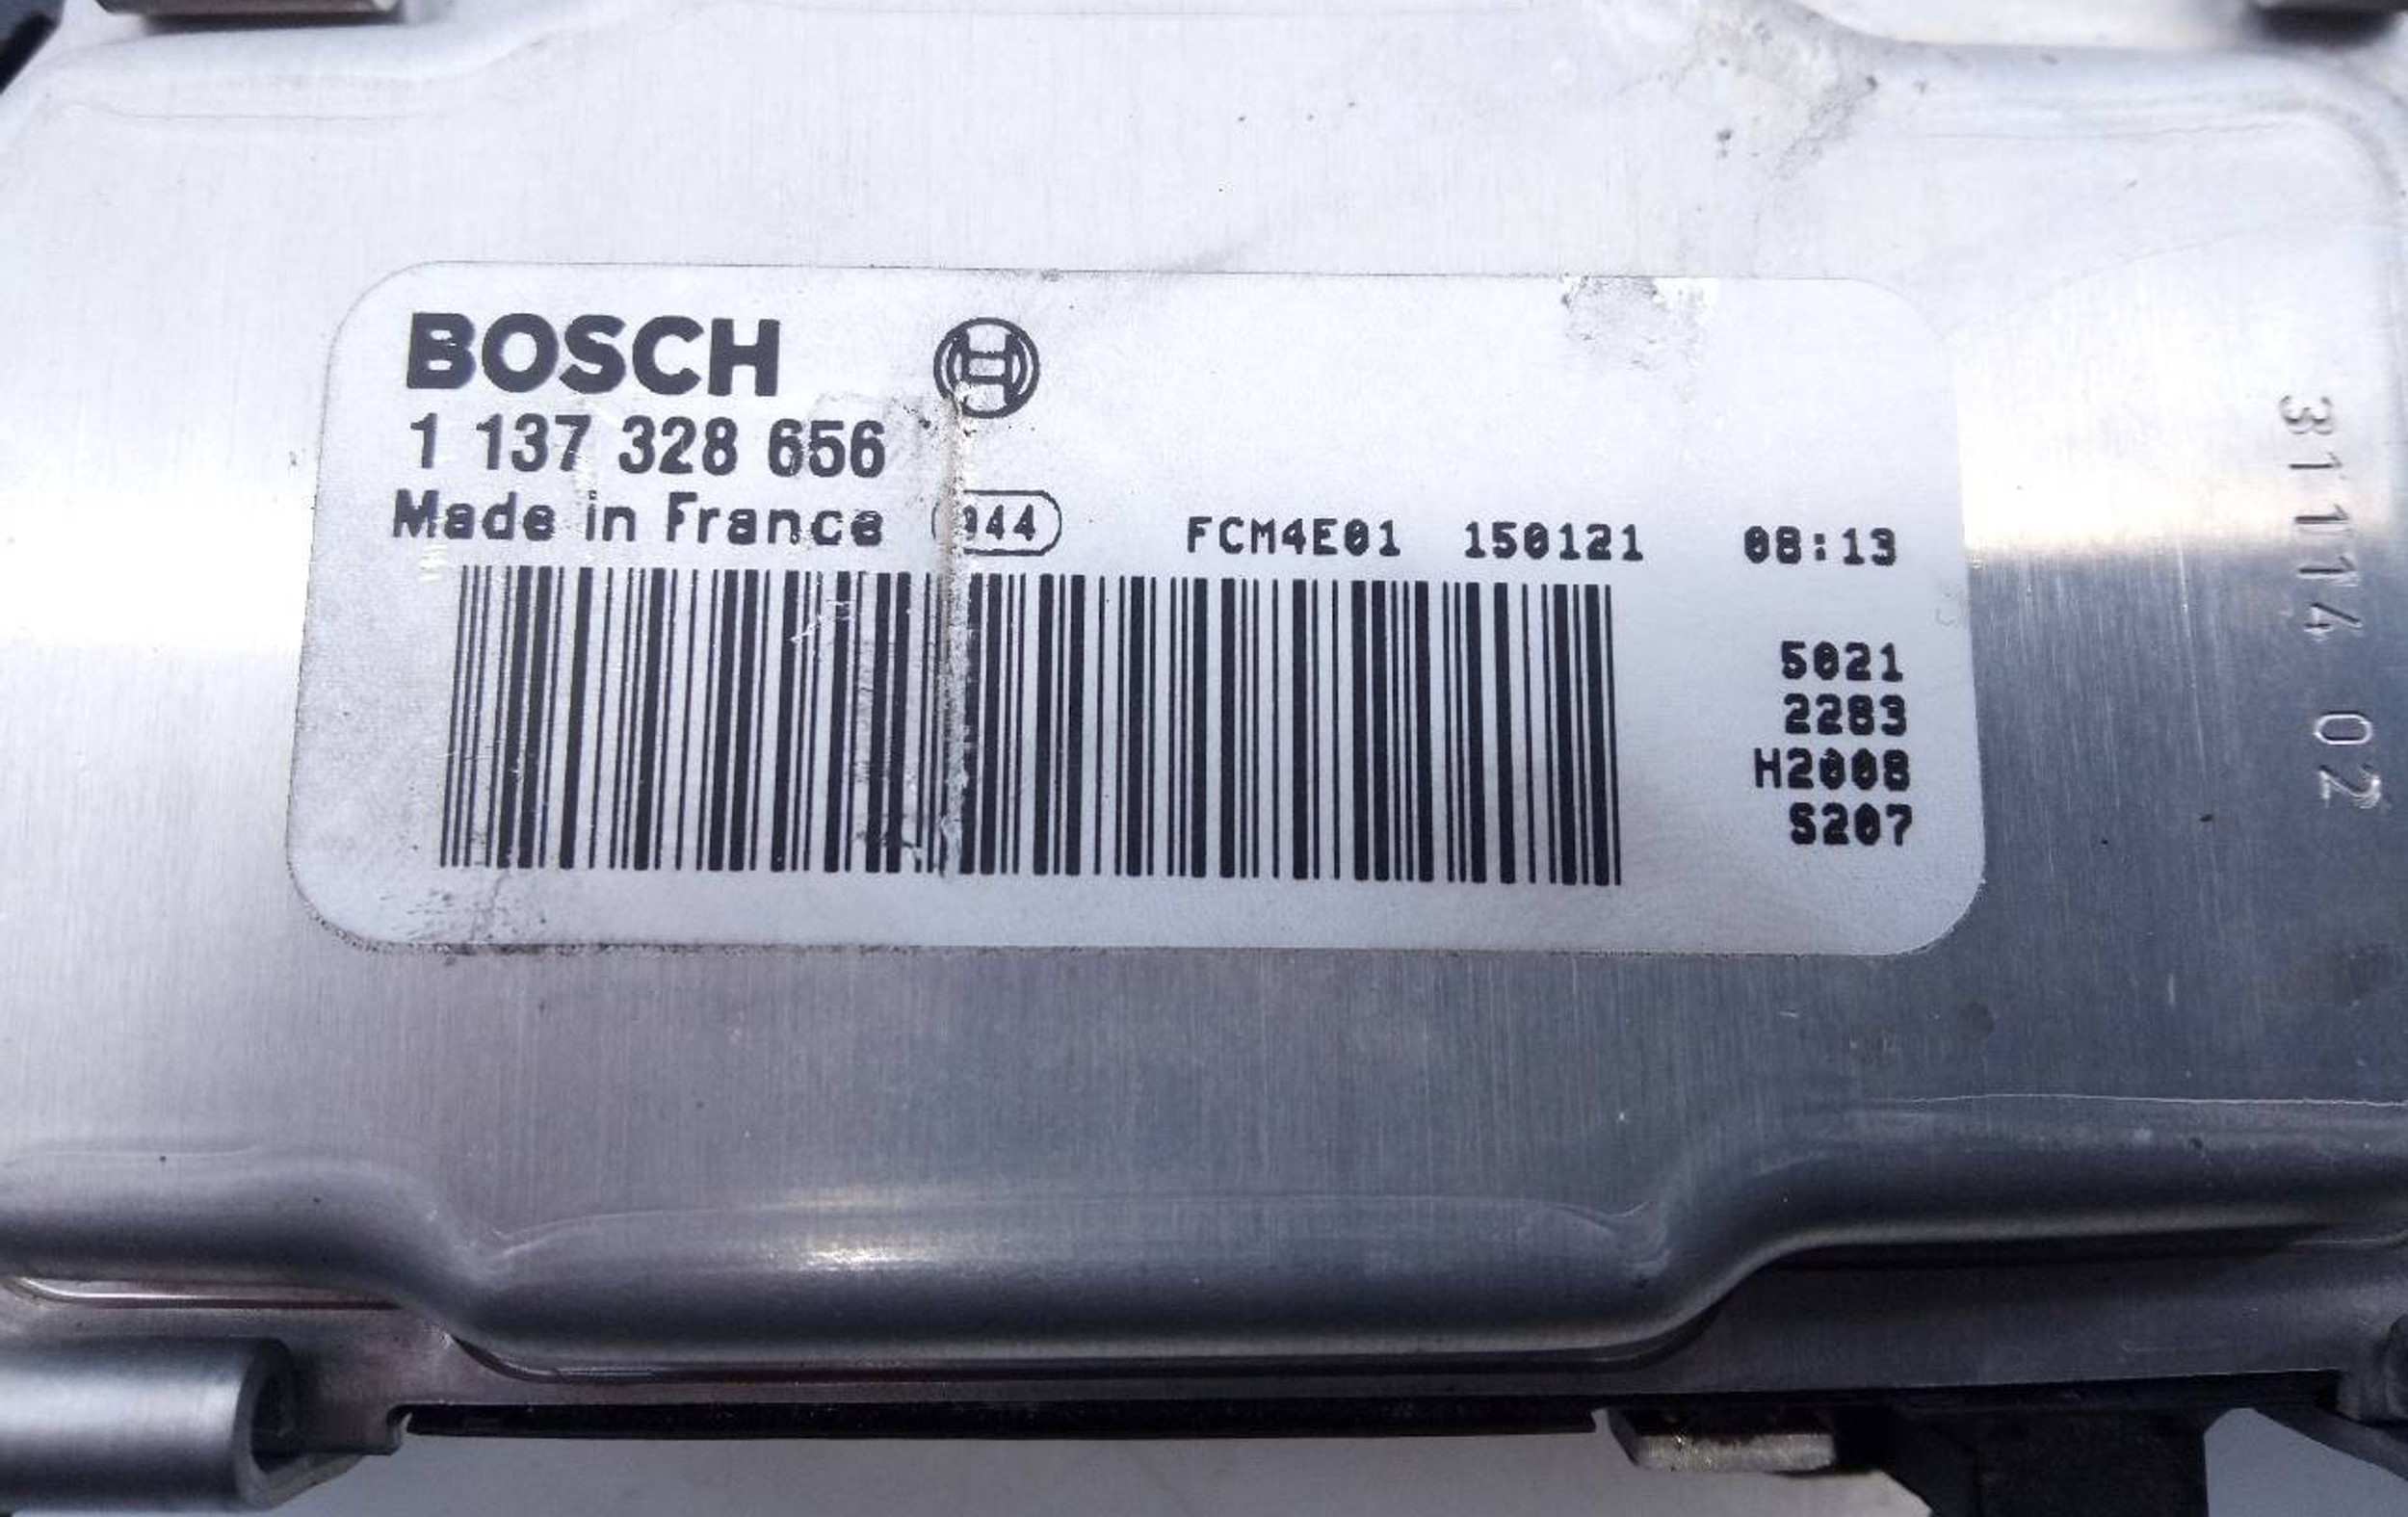 BOSCH
1 137 328 656
Made in France 944 FCM4E01 150121 08:13
5021
2283
H2008
S207
31114 02